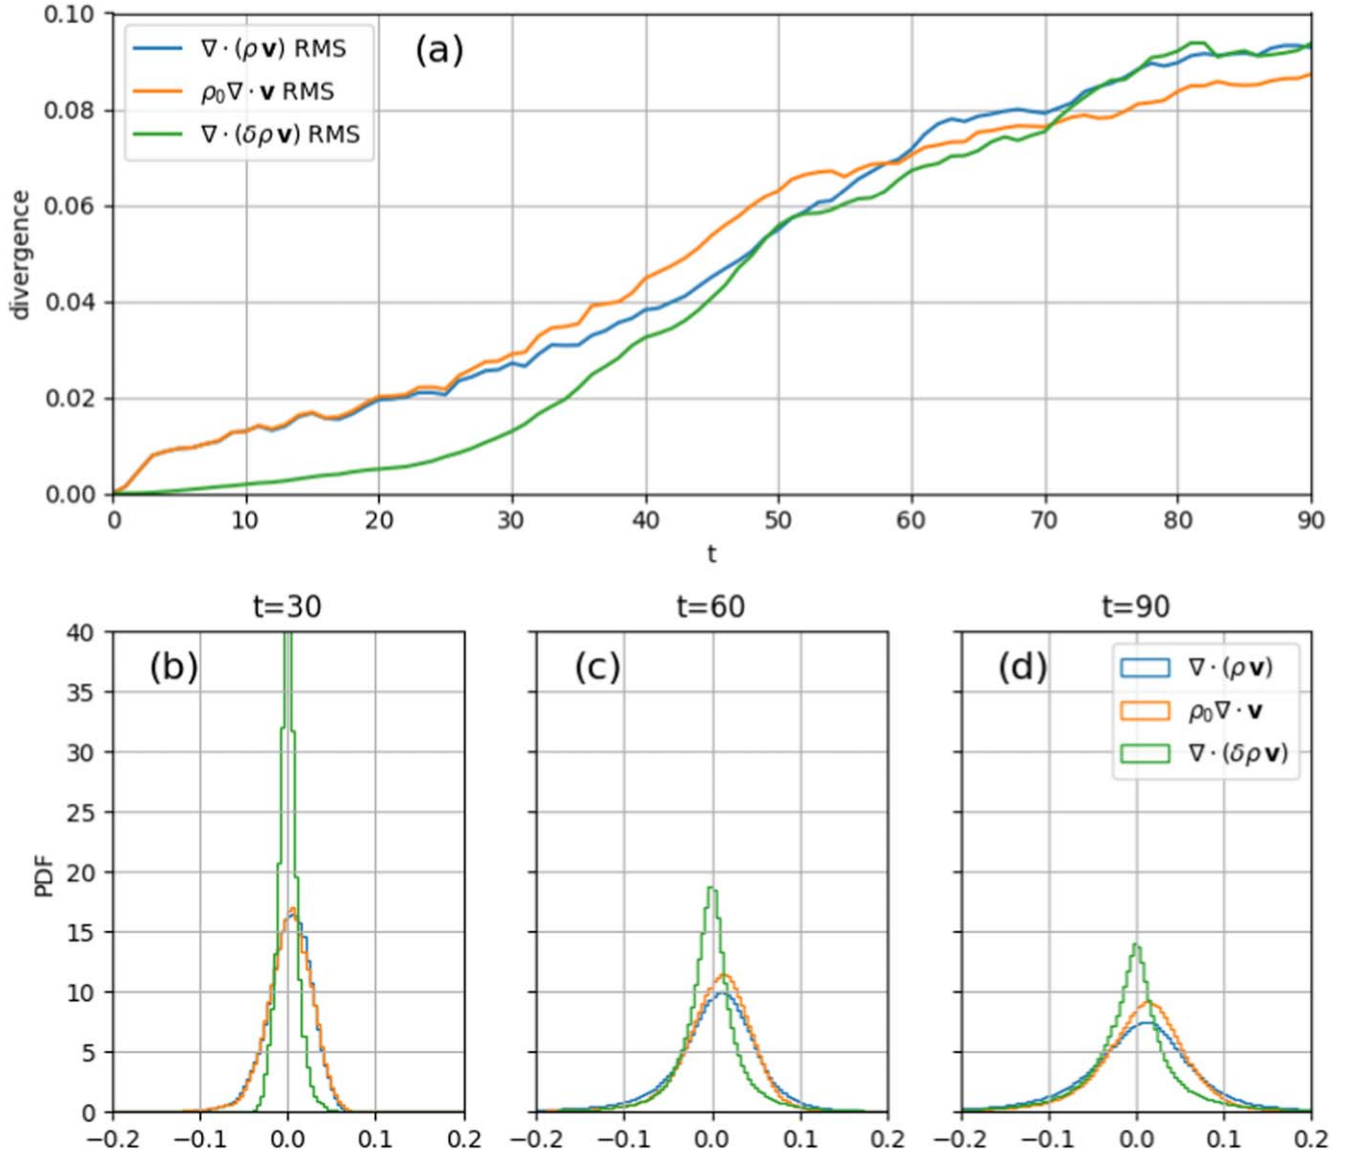 0.10
0.08
0.06
0.04
0.02
0.00
divergence
∇ · (ρ v) RMS
ρ₀∇ · v RMS
∇ · (δρ v) RMS
(a)
0 10 20 30 40 50 60 70 80 90
t
t=30 t=60 t=90
40
35
30
25
20
15
10
5
0
PDF
(b) (c) (d)
∇ · (ρ v)
ρ₀∇ · v
∇ · (δρ v)
−0.2 −0.1 0.0 0.1 0.2 −0.2 −0.1 0.0 0.1 0.2 −0.2 −0.1 0.0 0.1 0.2